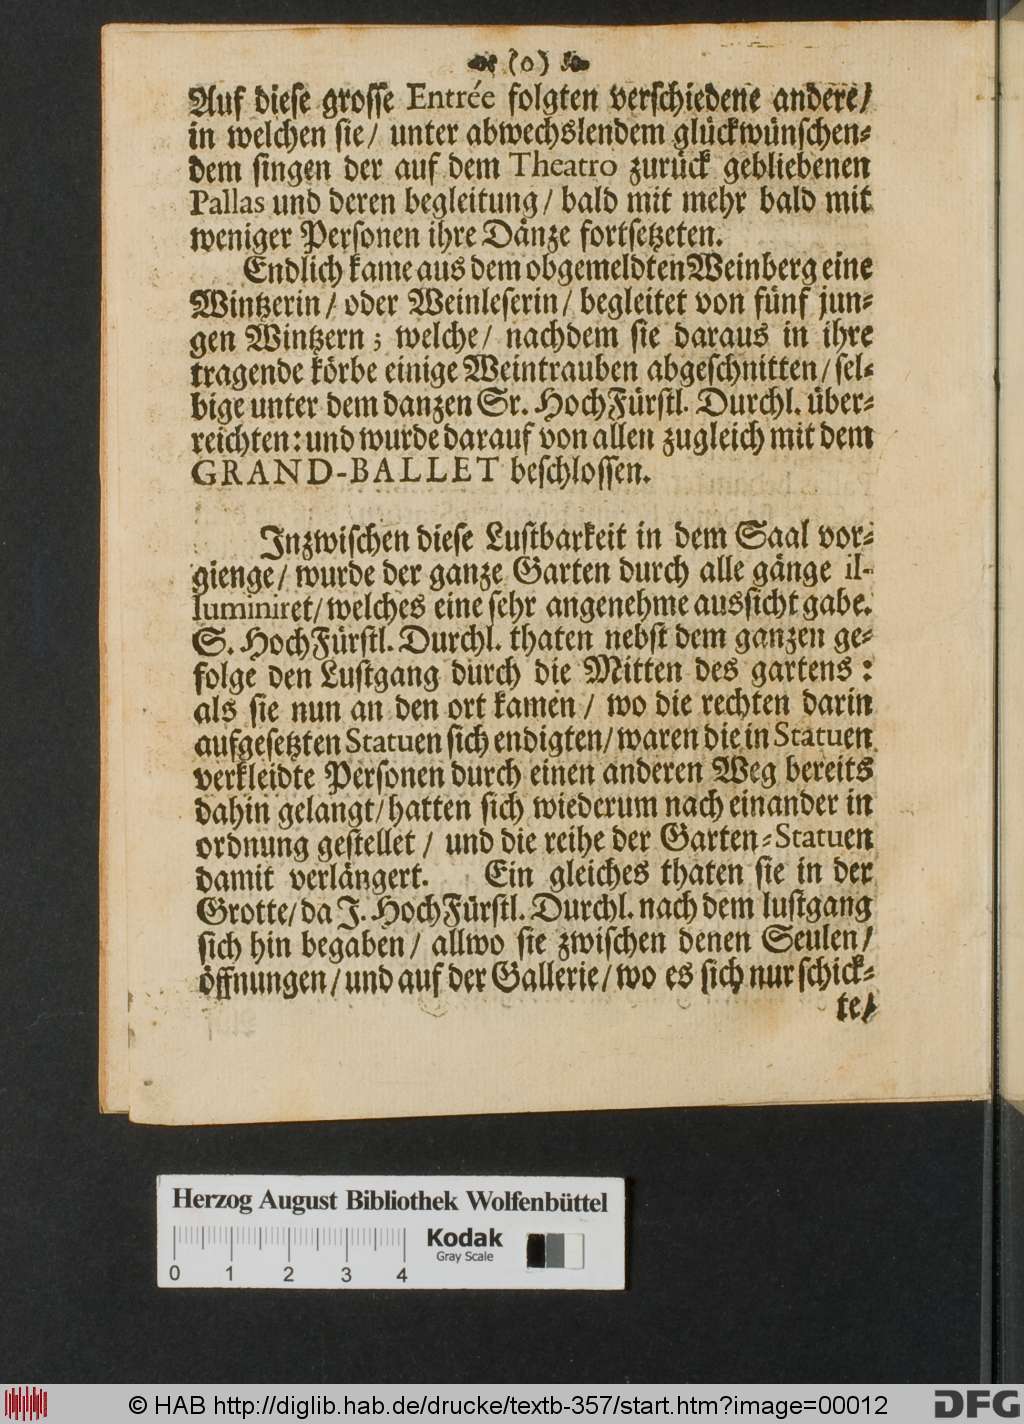 (0)
Auf diese grosse Entrée folgten verschiedene andere/
in welchen sie/ unter abwechslendem glückwünschen-
dem singen der auf dem Theatro zurück gebliebenen
Pallas und deren begleitung/ bald mit mehr bald mit
weniger Personen ihre Dänze fortsetzeten.
Endlich kame aus dem obgemeldten Weinberg eine
Wintzerin/ oder Weinleserin/ begleitet von fünf jun-
gen Wintzern; welche/ nachdem sie daraus in ihre
tragende körbe einige Weintrauben abgeschnitten/ sel-
bige unter dem danzen Sr. HochFürstl. Durchl. über-
reichten: und wurde darauf von allen zugleich mit dem
GRAND-BALLET beschlossen.
Inzwischen diese Lustbarkeit in dem Saal vor-
gienge/ wurde der ganze Garten durch alle gänge il-
luminiret/ welches eine sehr angenehme aussicht gabe.
S. HochFürstl. Durchl. thaten nebst dem ganzen ge-
folge den Lustgang durch die Mitten des gartens:
als sie nun an den ort kamen/ wo die rechten darin
aufgesetzten Statuen sich endigten/ waren die in Statuen
verkleidte Personen durch einen anderen Weg bereits
dahin gelangt/ hatten sich wiederum nach einander in
ordnung gestellet/ und die reihe der Garten-Statuen
damit verlängert. Ein gleiches thaten sie in der
Grotte/ da J. HochFürstl. Durchl. nach dem lustgang
sich hin begaben/ allwo sie zwischen denen Seulen/
öffnungen/ und auf der Gallerie/ wo es sich nur schick-
te/
Herzog August Bibliothek Wolfenbüttel
Kodak
Gray Scale
0 1 2 3 4
© HAB http://diglib.hab.de/drucke/textb-357/start.htm?image=00012
DFG